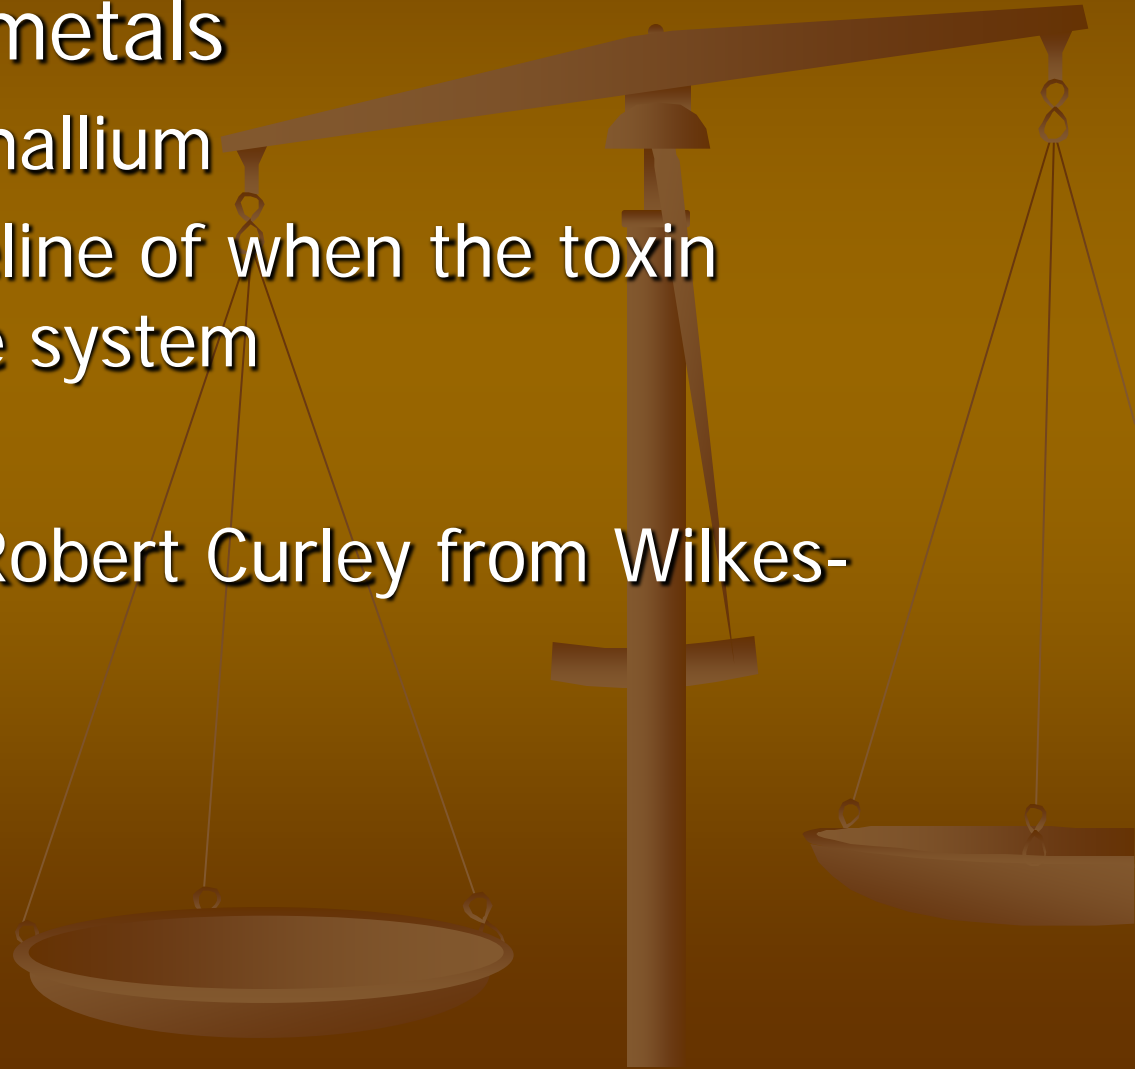 metals
hallium
line of when the toxin
e system
Robert Curley from Wilkes-